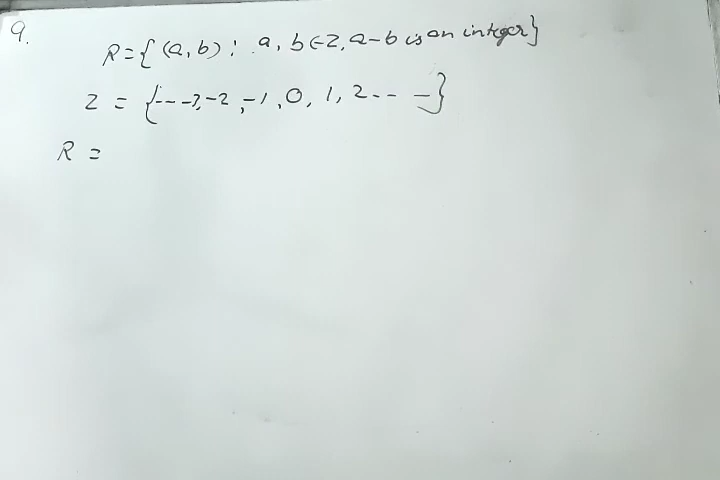 9.
R={(a,b): a, b∈Z, a-b is an integer}
Z = {-----3,-2,-1,0,1,2-- -}
R =